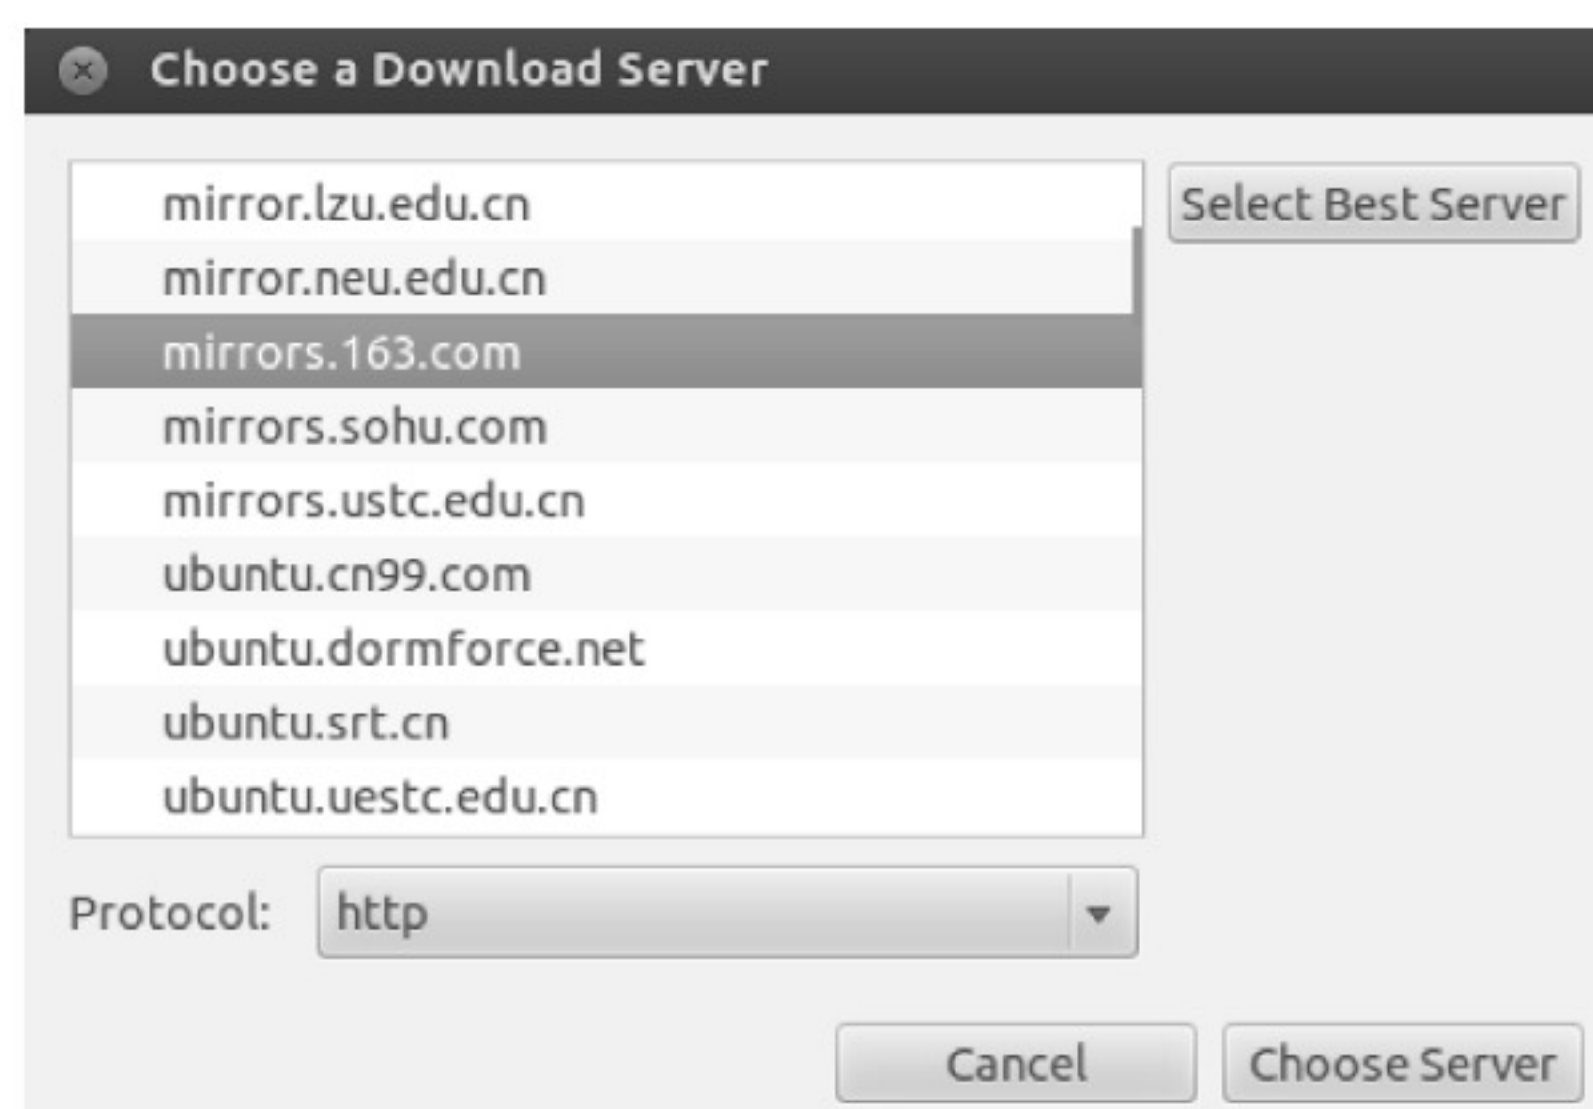 Choose a Download Server
mirror.lzu.edu.cn
Select Best Server
mirror.neu.edu.cn
mirrors.163.com
mirrors.sohu.com
mirrors.ustc.edu.cn
ubuntu.cn99.com
ubuntu.dormforce.net
ubuntu.srt.cn
ubuntu.uestc.edu.cn
Protocol: http
Cancel Choose Server